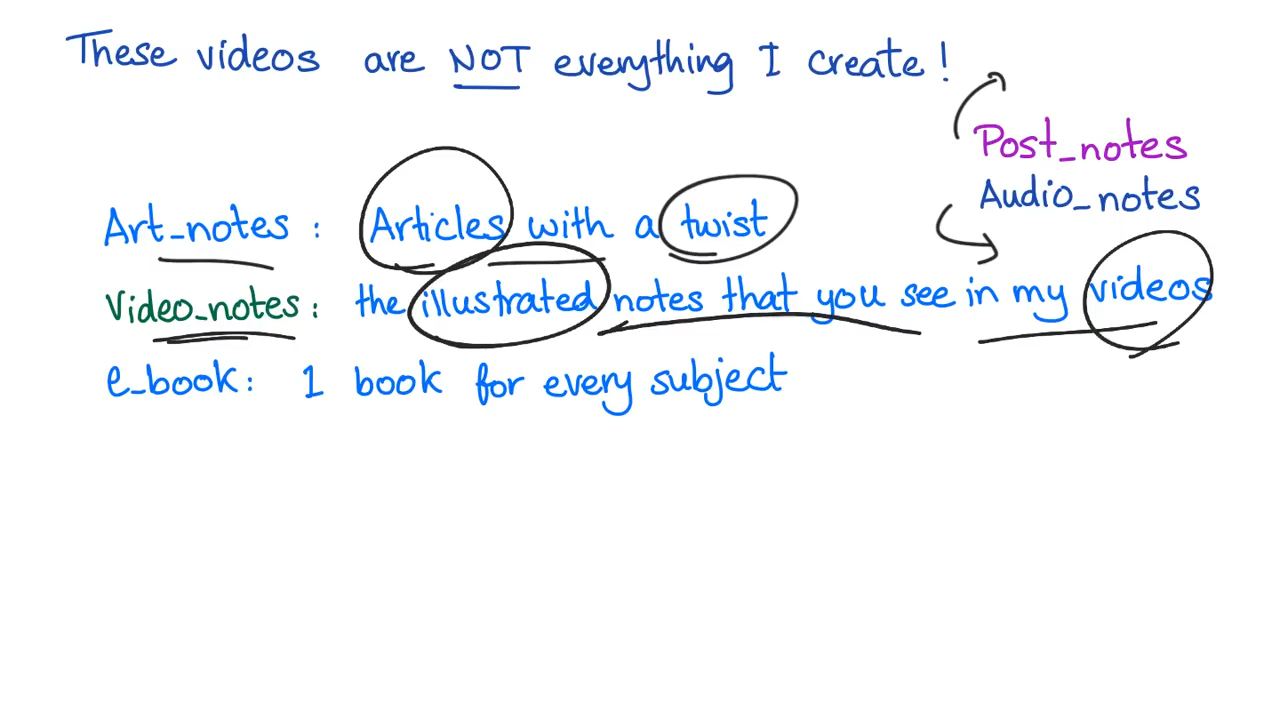 These videos are NOT everything I create!
Post_notes
Audio_notes
Art_notes: Articles with a twist
Video_notes: the illustrated notes that you see in my videos
e_book: 1 book for every subject